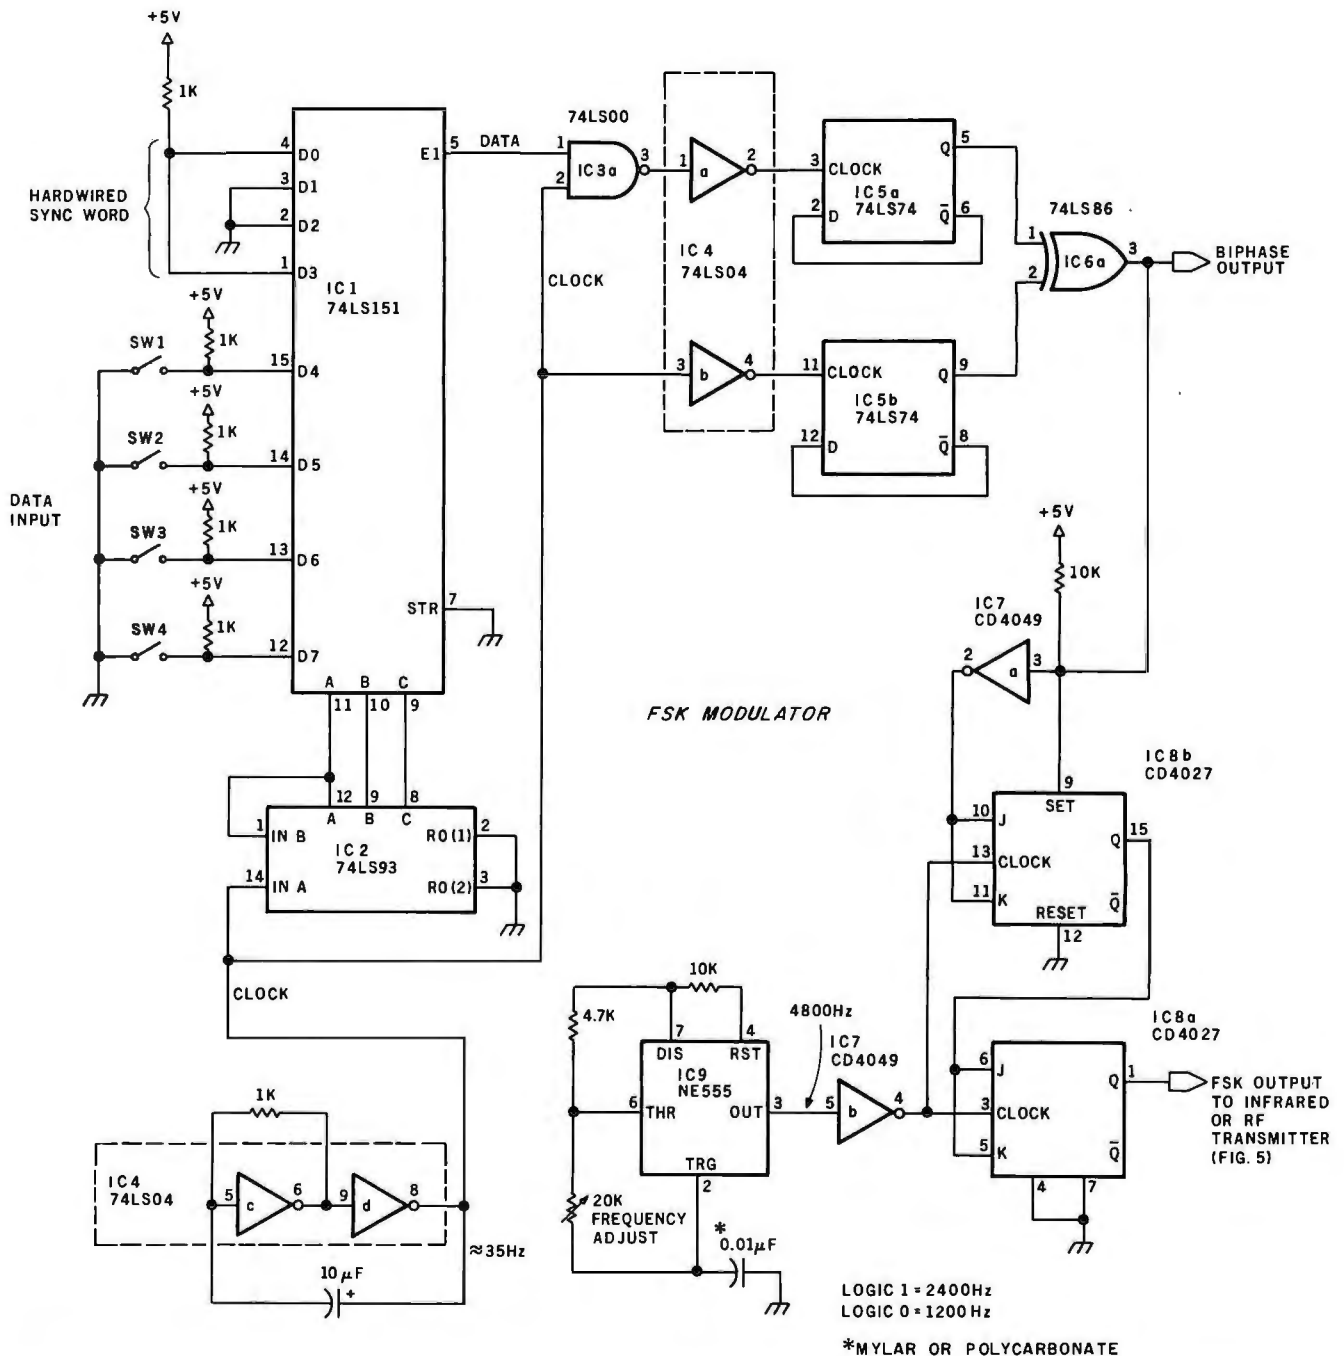 +5V
1K
HARDWIRED
SYNC WORD
4 D0
3 D1
2 D2
1 D3
E1 5
DATA
IC1
74LS151
+5V
SW1
1K
15 D4
+5V
SW2
1K
14 D5
DATA
INPUT
+5V
SW3
1K
13 D6
+5V
SW4
1K
12 D7
STR 7
A B C
11 10 9
12 9 8
A B C
1 IN B
IC2
74LS93
RO(1) 2
14 IN A
RO(2) 3
CLOCK
1K
IC4
74LS04
5 c 6
9 d 8
≈35Hz
10µF
+
74LS00
1
2
IC3a
3
CLOCK
1 a 2
IC4
74LS04
3 b 4
3 CLOCK
Q 5
IC5a
74LS74
2 D
Q̅ 6
11 CLOCK
Q 9
IC5b
74LS74
12 D
Q̅ 8
74LS86
1
2
IC6a
3
BIPHASE
OUTPUT
FSK MODULATOR
+5V
10K
IC7
CD4049
2 a 3
IC8b
CD4027
9
SET
10 J
Q 15
13 CLOCK
11 K
Q̅
RESET
12
10K
4.7K
7 4
DIS RST
IC9
NE555
6 THR
OUT 3
TRG
2
20K
FREQUENCY
ADJUST
*
0.01µF
4800Hz
IC7
CD4049
5 b 4
IC8a
CD4027
6 J
Q 1
3 CLOCK
5 K
Q̅
4 7
FSK OUTPUT
TO INFRARED
OR RF
TRANSMITTER
(FIG. 5)
LOGIC 1 = 2400Hz
LOGIC 0 = 1200Hz
*MYLAR OR POLYCARBONATE